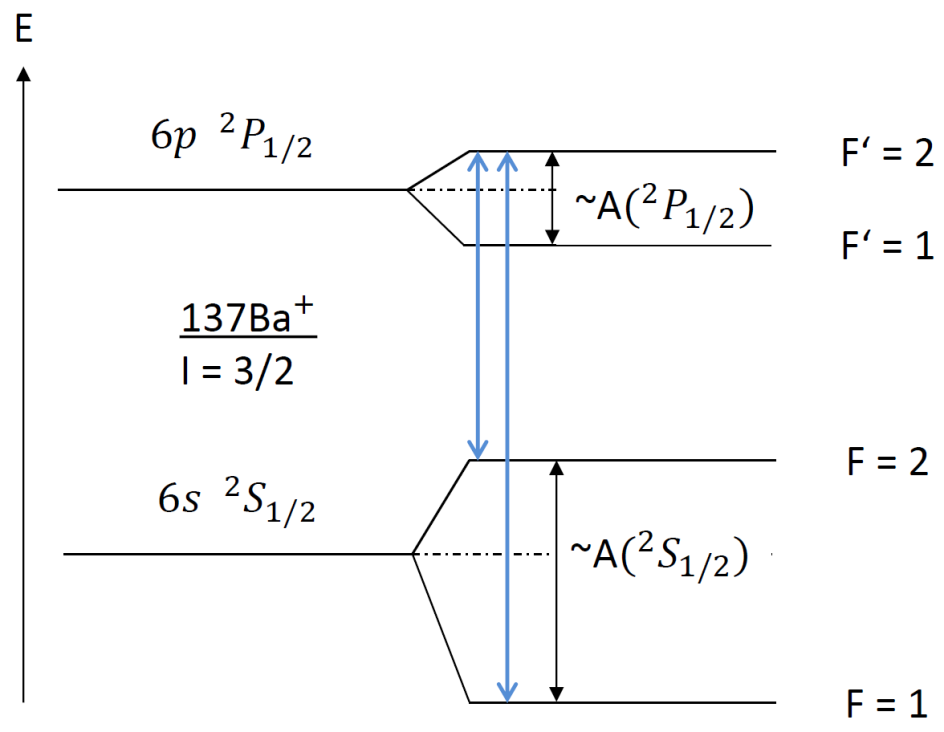 E
6p ²P₁/₂
F‘ = 2
~A(²P₁/₂)
F‘ = 1
137Ba⁺
I = 3/2
F = 2
6s ²S₁/₂
~A(²S₁/₂)
F = 1